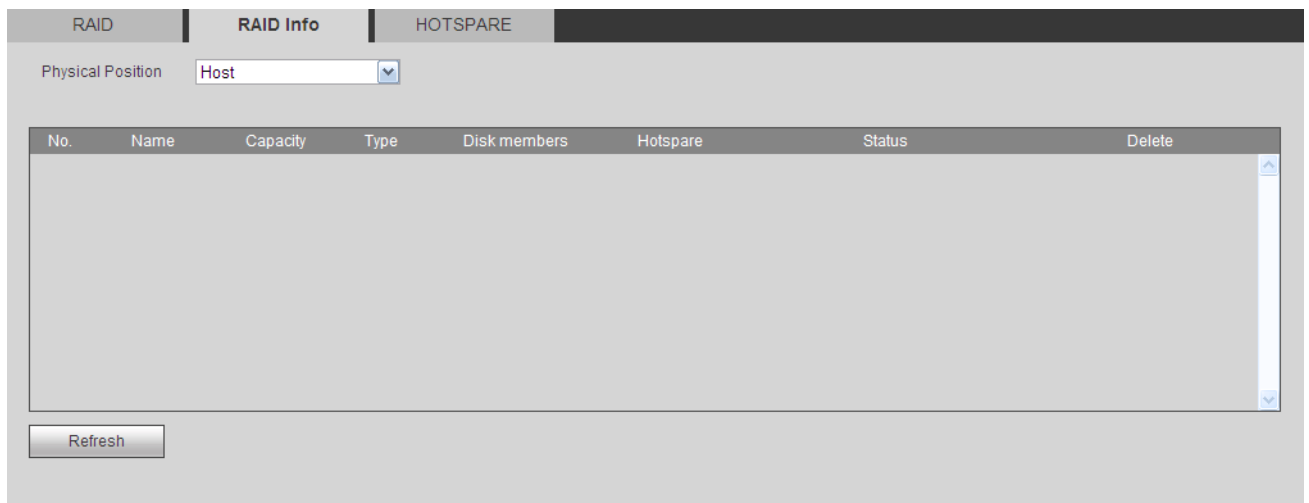 RAID RAID Info HOTSPARE
Physical Position Host
No. Name Capacity Type Disk members Hotspare Status Delete
Refresh